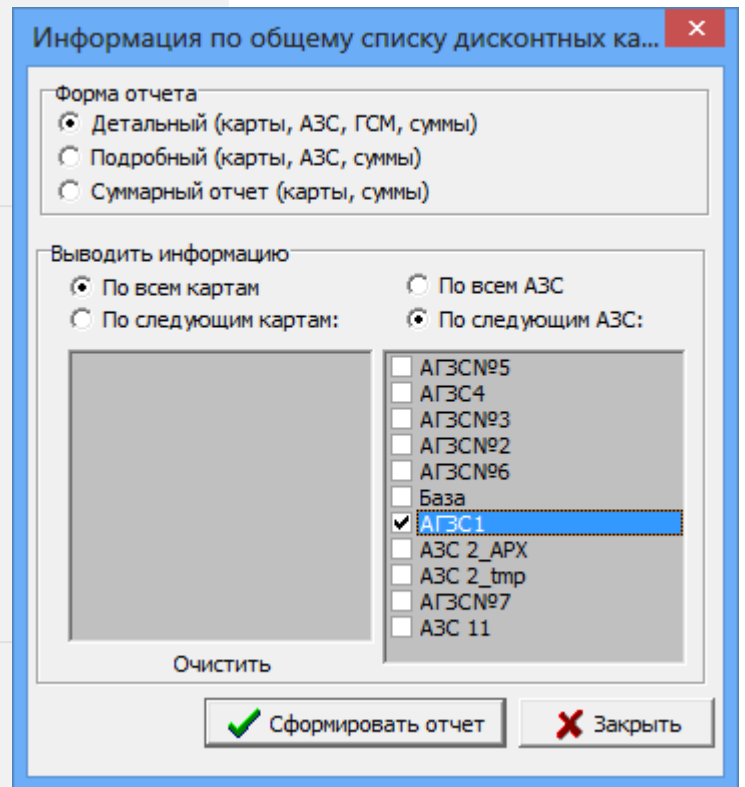 Информация по общему списку дисконтных ка...
Форма отчета
Детальный (карты, АЗС, ГСМ, суммы)
Подробный (карты, АЗС, суммы)
Суммарный отчет (карты, суммы)
Выводить информацию
По всем картам
По следующим картам:
По всем АЗС
По следующим АЗС:
АГЗС№5
АГЗС4
АГЗС№3
АГЗС№2
АГЗС№6
База
АГЗС1
АЗС 2_АРХ
АЗС 2_tmp
АГЗС№7
АЗС 11
Очистить
Сформировать отчет
Закрыть